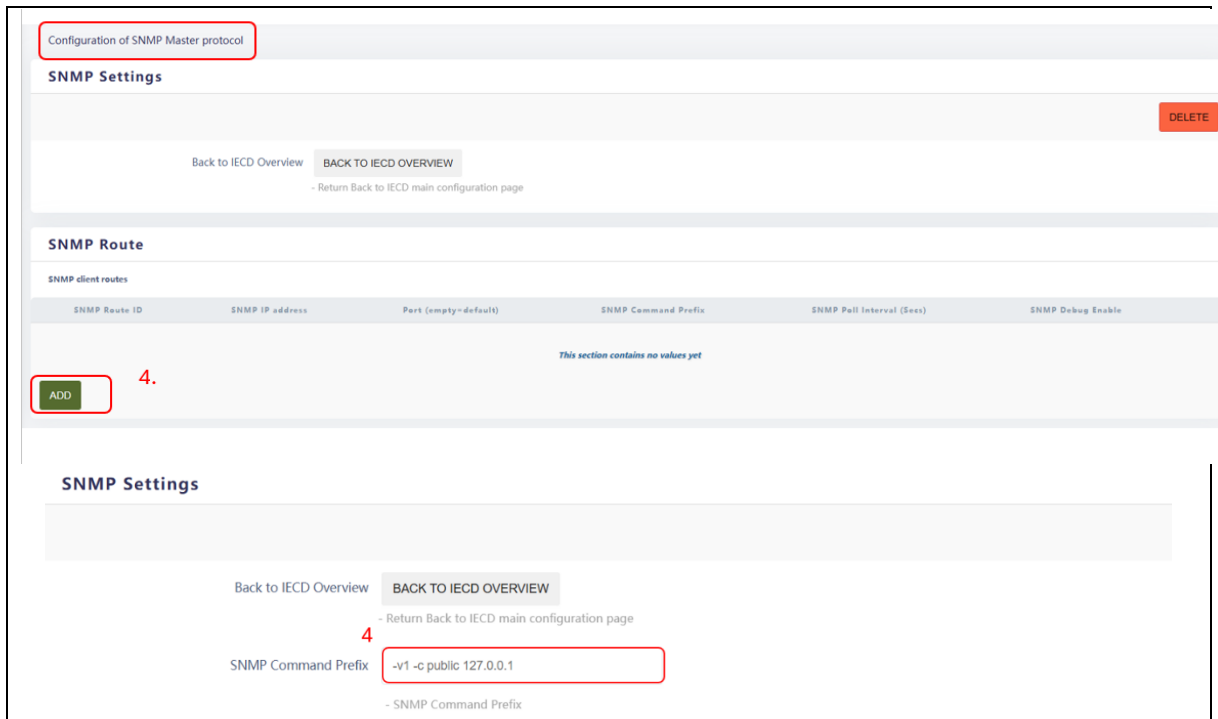 Configuration of SNMP Master protocol
SNMP Settings
DELETE
Back to IECD Overview BACK TO IECD OVERVIEW
- Return Back to IECD main configuration page
SNMP Route
SNMP client routes
SNMP Route ID SNMP IP address Port (empty=default) SNMP Command Prefix SNMP Poll Interval (Secs) SNMP Debug Enable
This section contains no values yet
4.
ADD
SNMP Settings
Back to IECD Overview BACK TO IECD OVERVIEW
- Return Back to IECD main configuration page
4
SNMP Command Prefix -v1 -c public 127.0.0.1
- SNMP Command Prefix